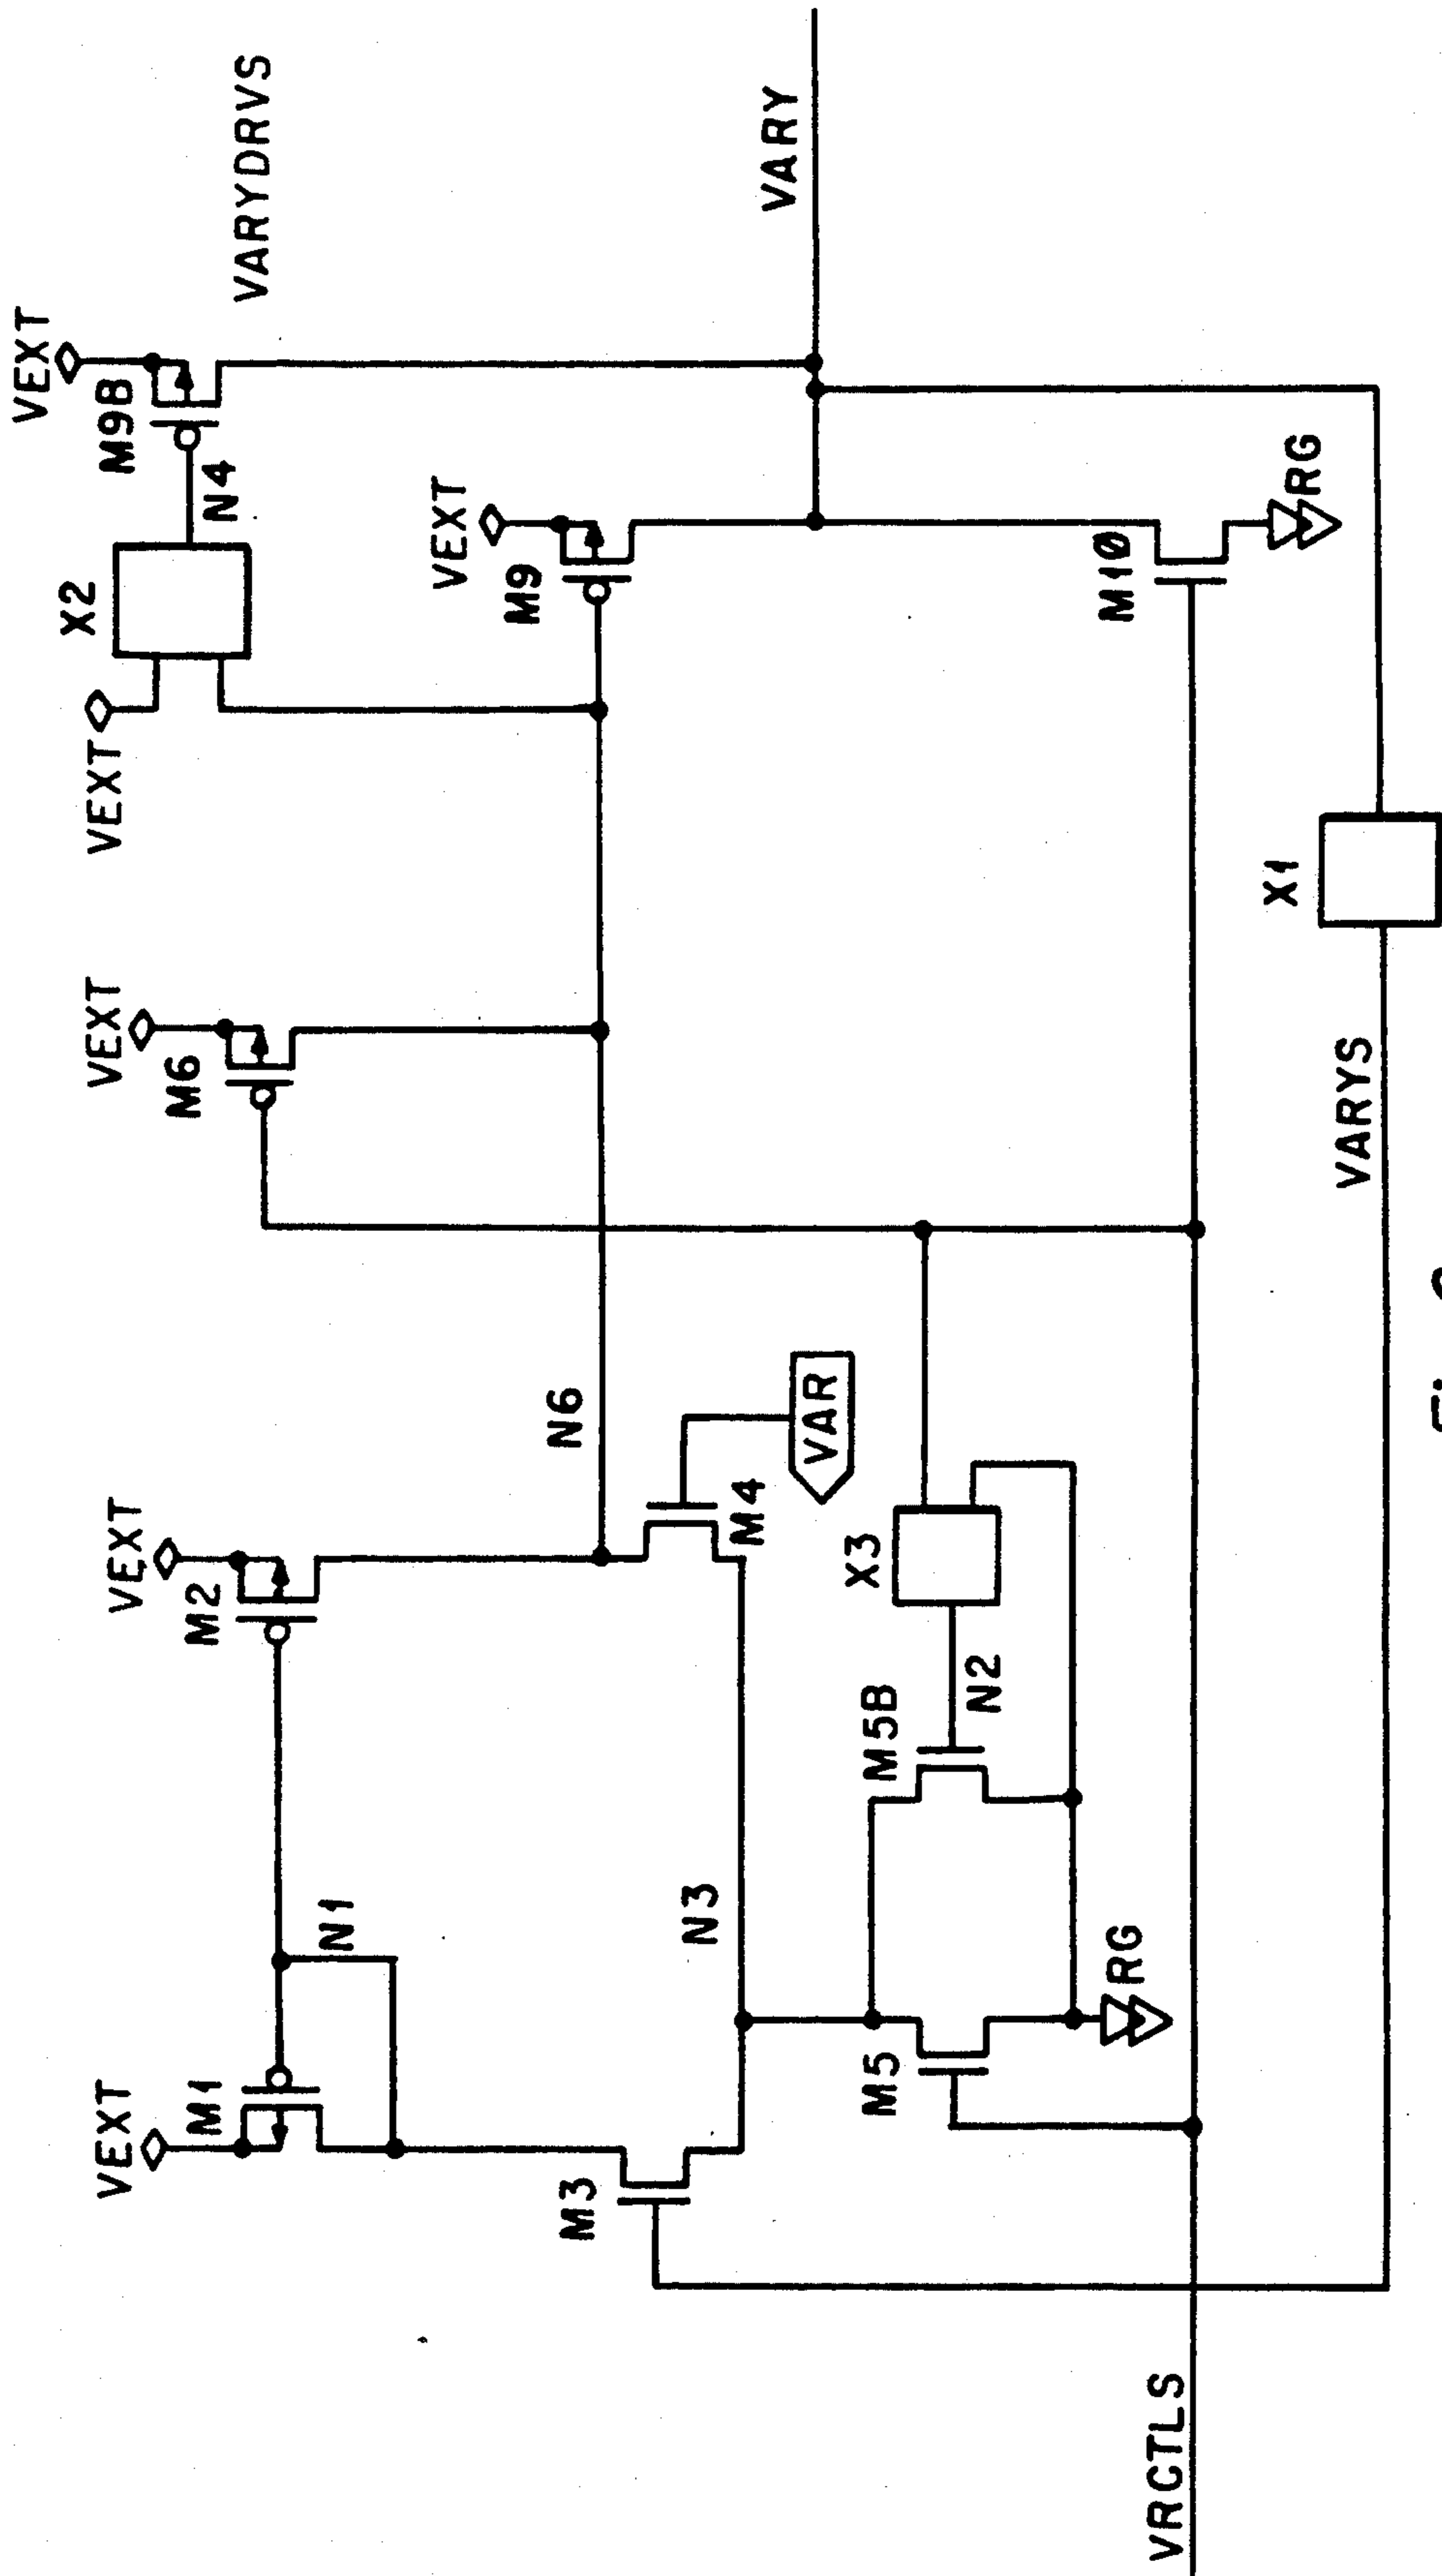 VEXT
X2
VEXT
VEXT
VEXT
VEXT
M9B
M1
M2
M6
N4
VARYDRVS
N1
VEXT
M9
M3
N6
N3
M4
VARY
VAR
M5
M5B
X3
N2
RG
M1Ø
VRCTLS
X1
RG
VARYS